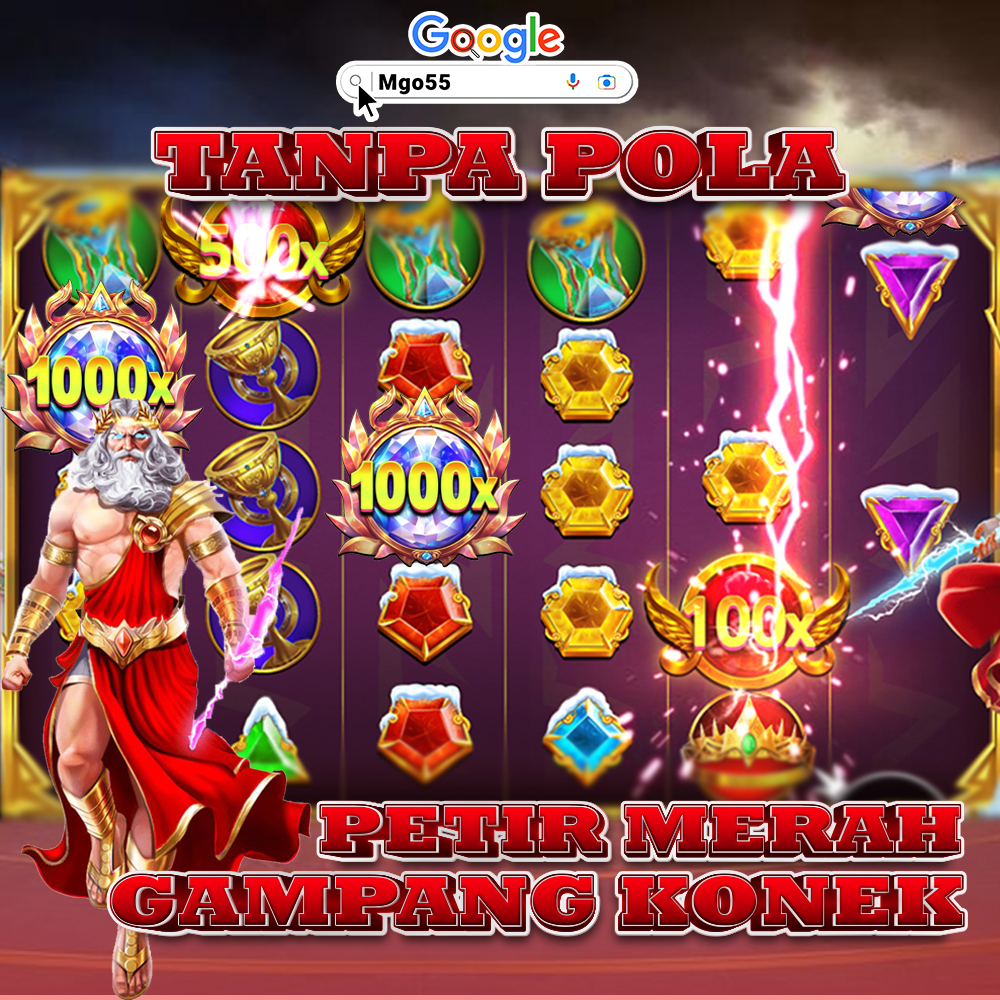 Google
Mgo55
TANPA POLA
500x
1000x
1000x
100x
PETIR MERAH
GAMPANG KONEK